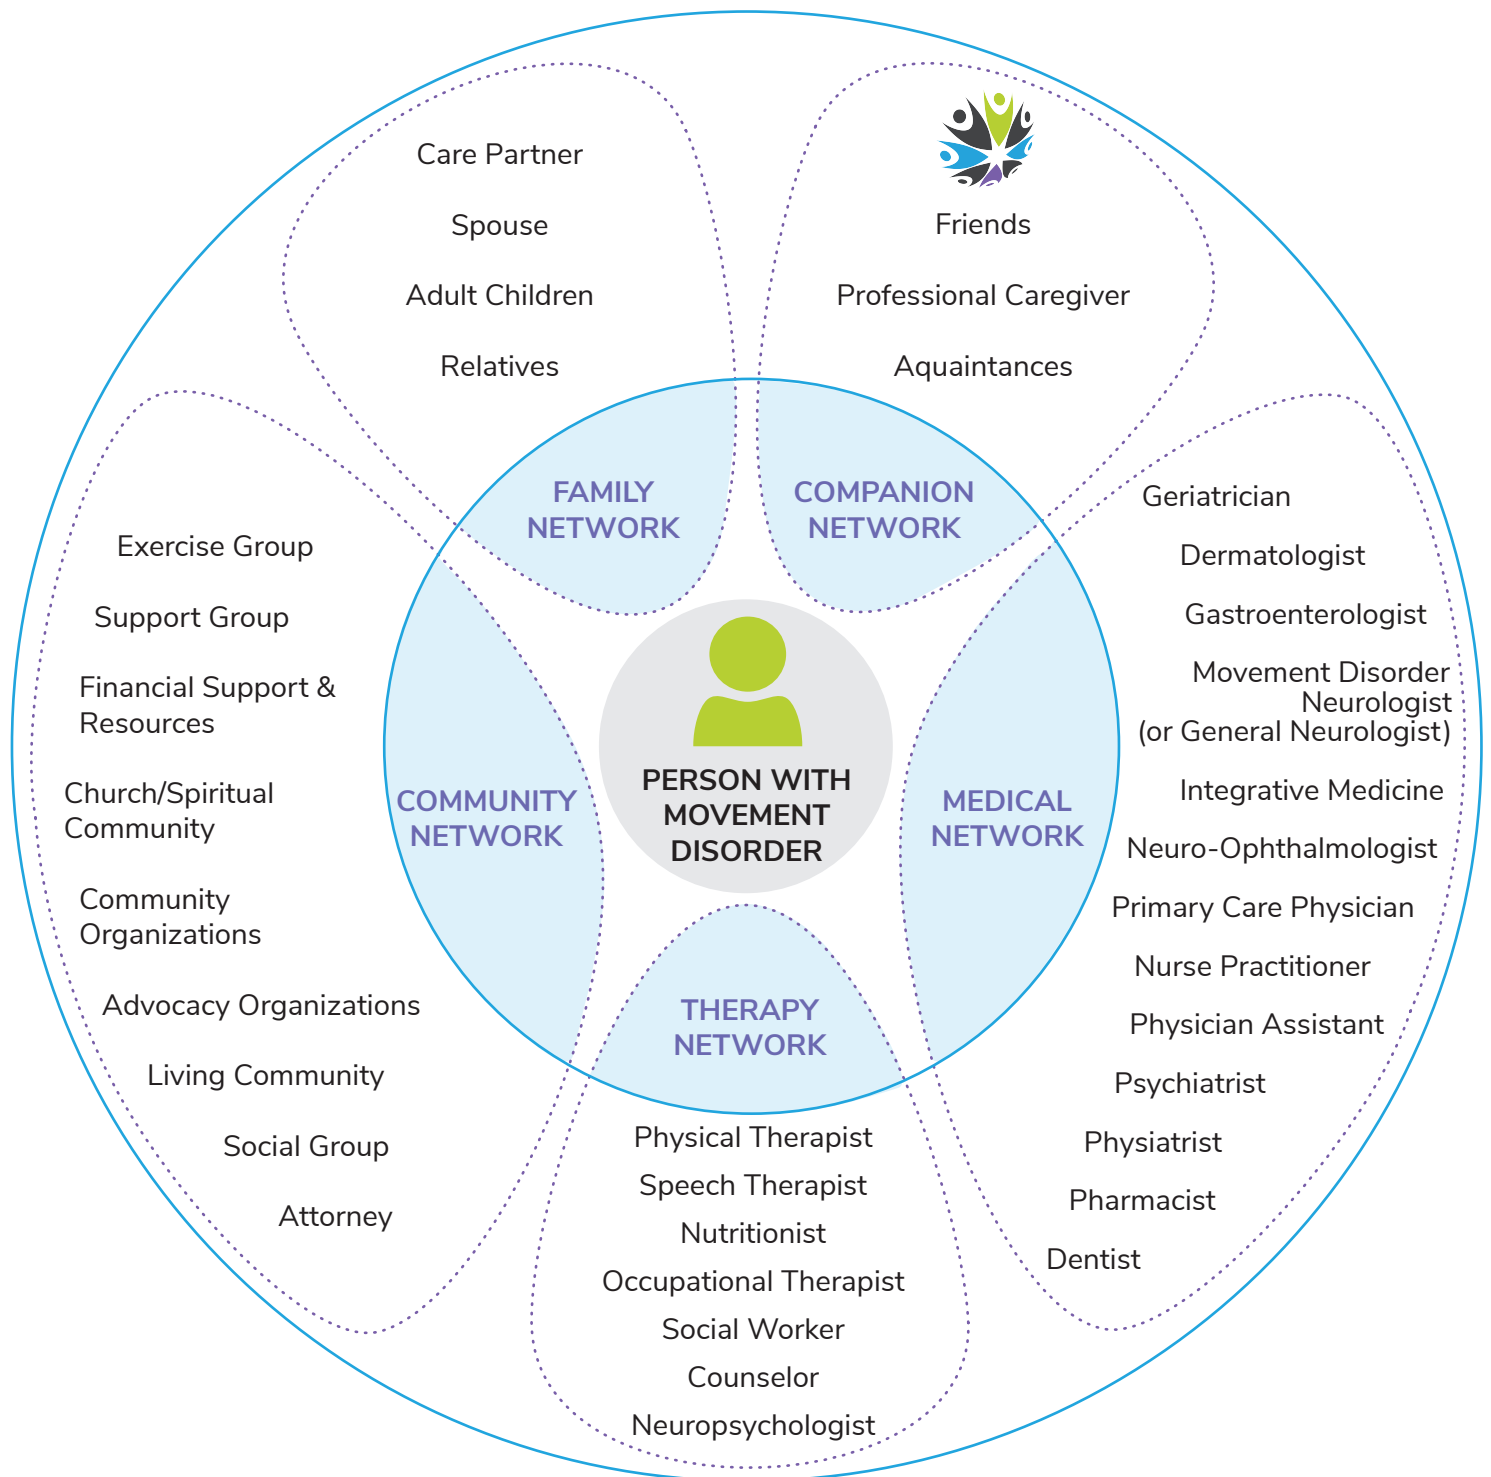 Care Partner
Spouse
Adult Children
Relatives
Friends
Professional Caregiver
Aquaintances
FAMILY
NETWORK
COMPANION
NETWORK
Exercise Group
Support Group
Financial Support &
Resources
Church/Spiritual
Community
Community
Organizations
Advocacy Organizations
Living Community
Social Group
Attorney
COMMUNITY
NETWORK
PERSON WITH
MOVEMENT
DISORDER
MEDICAL
NETWORK
Geriatrician
Dermatologist
Gastroenterologist
Movement Disorder
Neurologist
(or General Neurologist)
Integrative Medicine
Neuro-Ophthalmologist
Primary Care Physician
Nurse Practitioner
Physician Assistant
Psychiatrist
Physiatrist
Pharmacist
Dentist
THERAPY
NETWORK
Physical Therapist
Speech Therapist
Nutritionist
Occupational Therapist
Social Worker
Counselor
Neuropsychologist